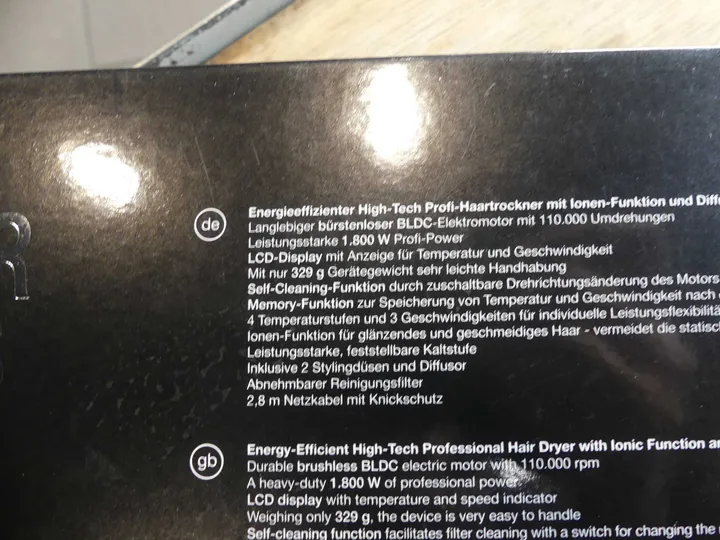 de
Energieeffizienter High-Tech Profi-Haartrockner mit Ionen-Funktion und
Langlebiger bürstenloser BLDC-Elektromotor mit 110.000 Umdrehungen
Leistungsstarke 1.800 W Profi-Power
LCD-Display mit Anzeige für Temperatur und Geschwindigkeit
Mit nur 329 g Gerätegewicht sehr leichte Handhabung
Self-Cleaning-Funktion durch zuschaltbare Drehrichtungsänderung des Motors
Memory-Funktion zur Speicherung von Temperatur und Geschwindigkeit nach
4 Temperaturstufen und 3 Geschwindigkeiten für individuelle
Ionen-Funktion für glänzendes und geschmeidiges Haar - vermeidet die
Leistungsstarke, feststellbare Kaltstufe
Inklusive 2 Stylingdüsen und Diffusor
Abnehmbarer Reinigungsfilter
2,8 m Netzkabel mit Knickschutz
gb
Energy-Efficient High-Tech Professional Hair Dryer with Ionic Function
Durable brushless BLDC electric motor with 110.000 rpm
A heavy-duty 1.800 W of professional power
LCD display with temperature and speed indicator
Weighing only 329 g, the device is very easy to handle
Self-cleaning function facilitates filter cleaning with a switch for changing the